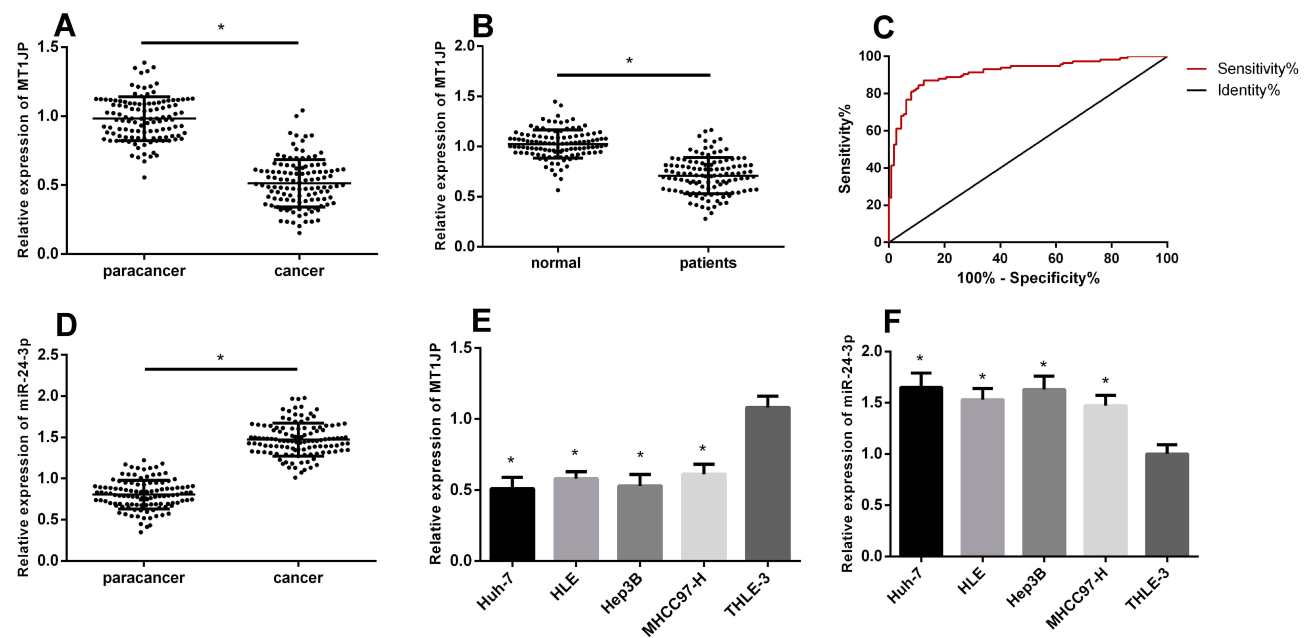 A
*
Relative expression of MT1JP
1.5
1.0
0.5
0.0
paracancer
cancer
B
*
Relative expression of MT1JP
2.0
1.5
1.0
0.5
0.0
normal
patients
C
Sensitivity%
100
80
60
40
20
0
0
20
40
60
80
100
100% - Specificity%
Sensitivity%
Identity%
D
*
Relative expression of miR-24-3p
2.5
2.0
1.5
1.0
0.5
0.0
paracancer
cancer
E
Relative expression of MT1JP
1.5
1.0
0.5
0.0
*
*
*
*
Huh-7
HLE
Hep3B
MHCC97-H
THLE-3
F
Relative expression of miR-24-3p
2.0
1.5
1.0
0.5
0.0
*
*
*
*
Huh-7
HLE
Hep3B
MHCC97-H
THLE-3